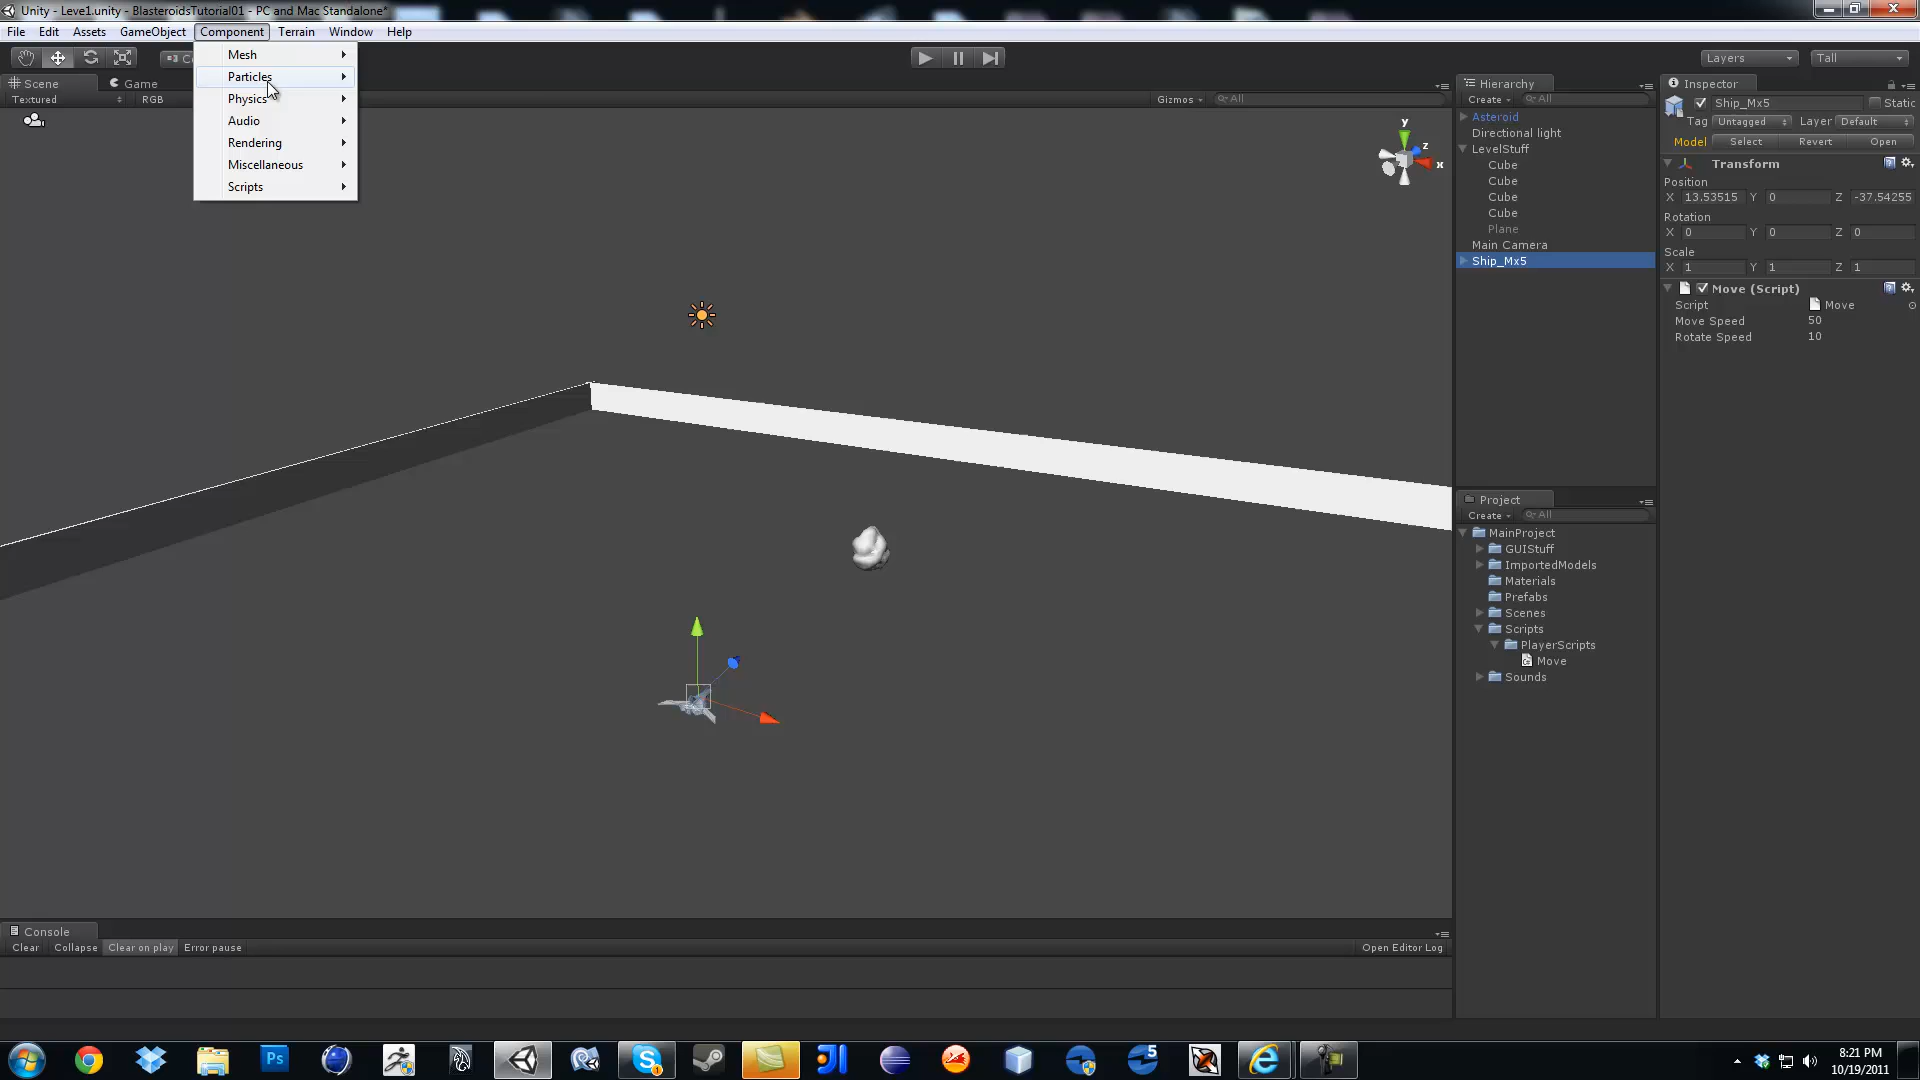 Unity - Leve1.unity - BlasteroidsTutorial01 - PC and Mac Standalone*
File Edit Assets GameObject Component Terrain Window Help
Mesh
Particles
Physics
Audio
Rendering
Miscellaneous
Scripts
Layers
Tall
Scene
Game
Textured
RGB
Gizmos
All
y
z
x
Hierarchy
Create
All
Asteroid
Directional light
LevelStuff
Cube
Cube
Cube
Cube
Plane
Main Camera
Ship_Mx5
Project
Create
All
MainProject
GUIStuff
ImportedModels
Materials
Prefabs
Scenes
Scripts
PlayerScripts
Move
Sounds
Inspector
Ship_Mx5 Static
Tag Untagged Layer Default
Model Select Revert Open
Transform
Position
X 13.53515 Y 0 Z -37.54255
Rotation
X 0 Y 0 Z 0
Scale
X 1 Y 1 Z 1
Move (Script)
Script Move
Move Speed 50
Rotate Speed 10
Console
Clear Collapse Clear on play Error pause
Open Editor Log
Ps
5
8:21 PM
10/19/2011